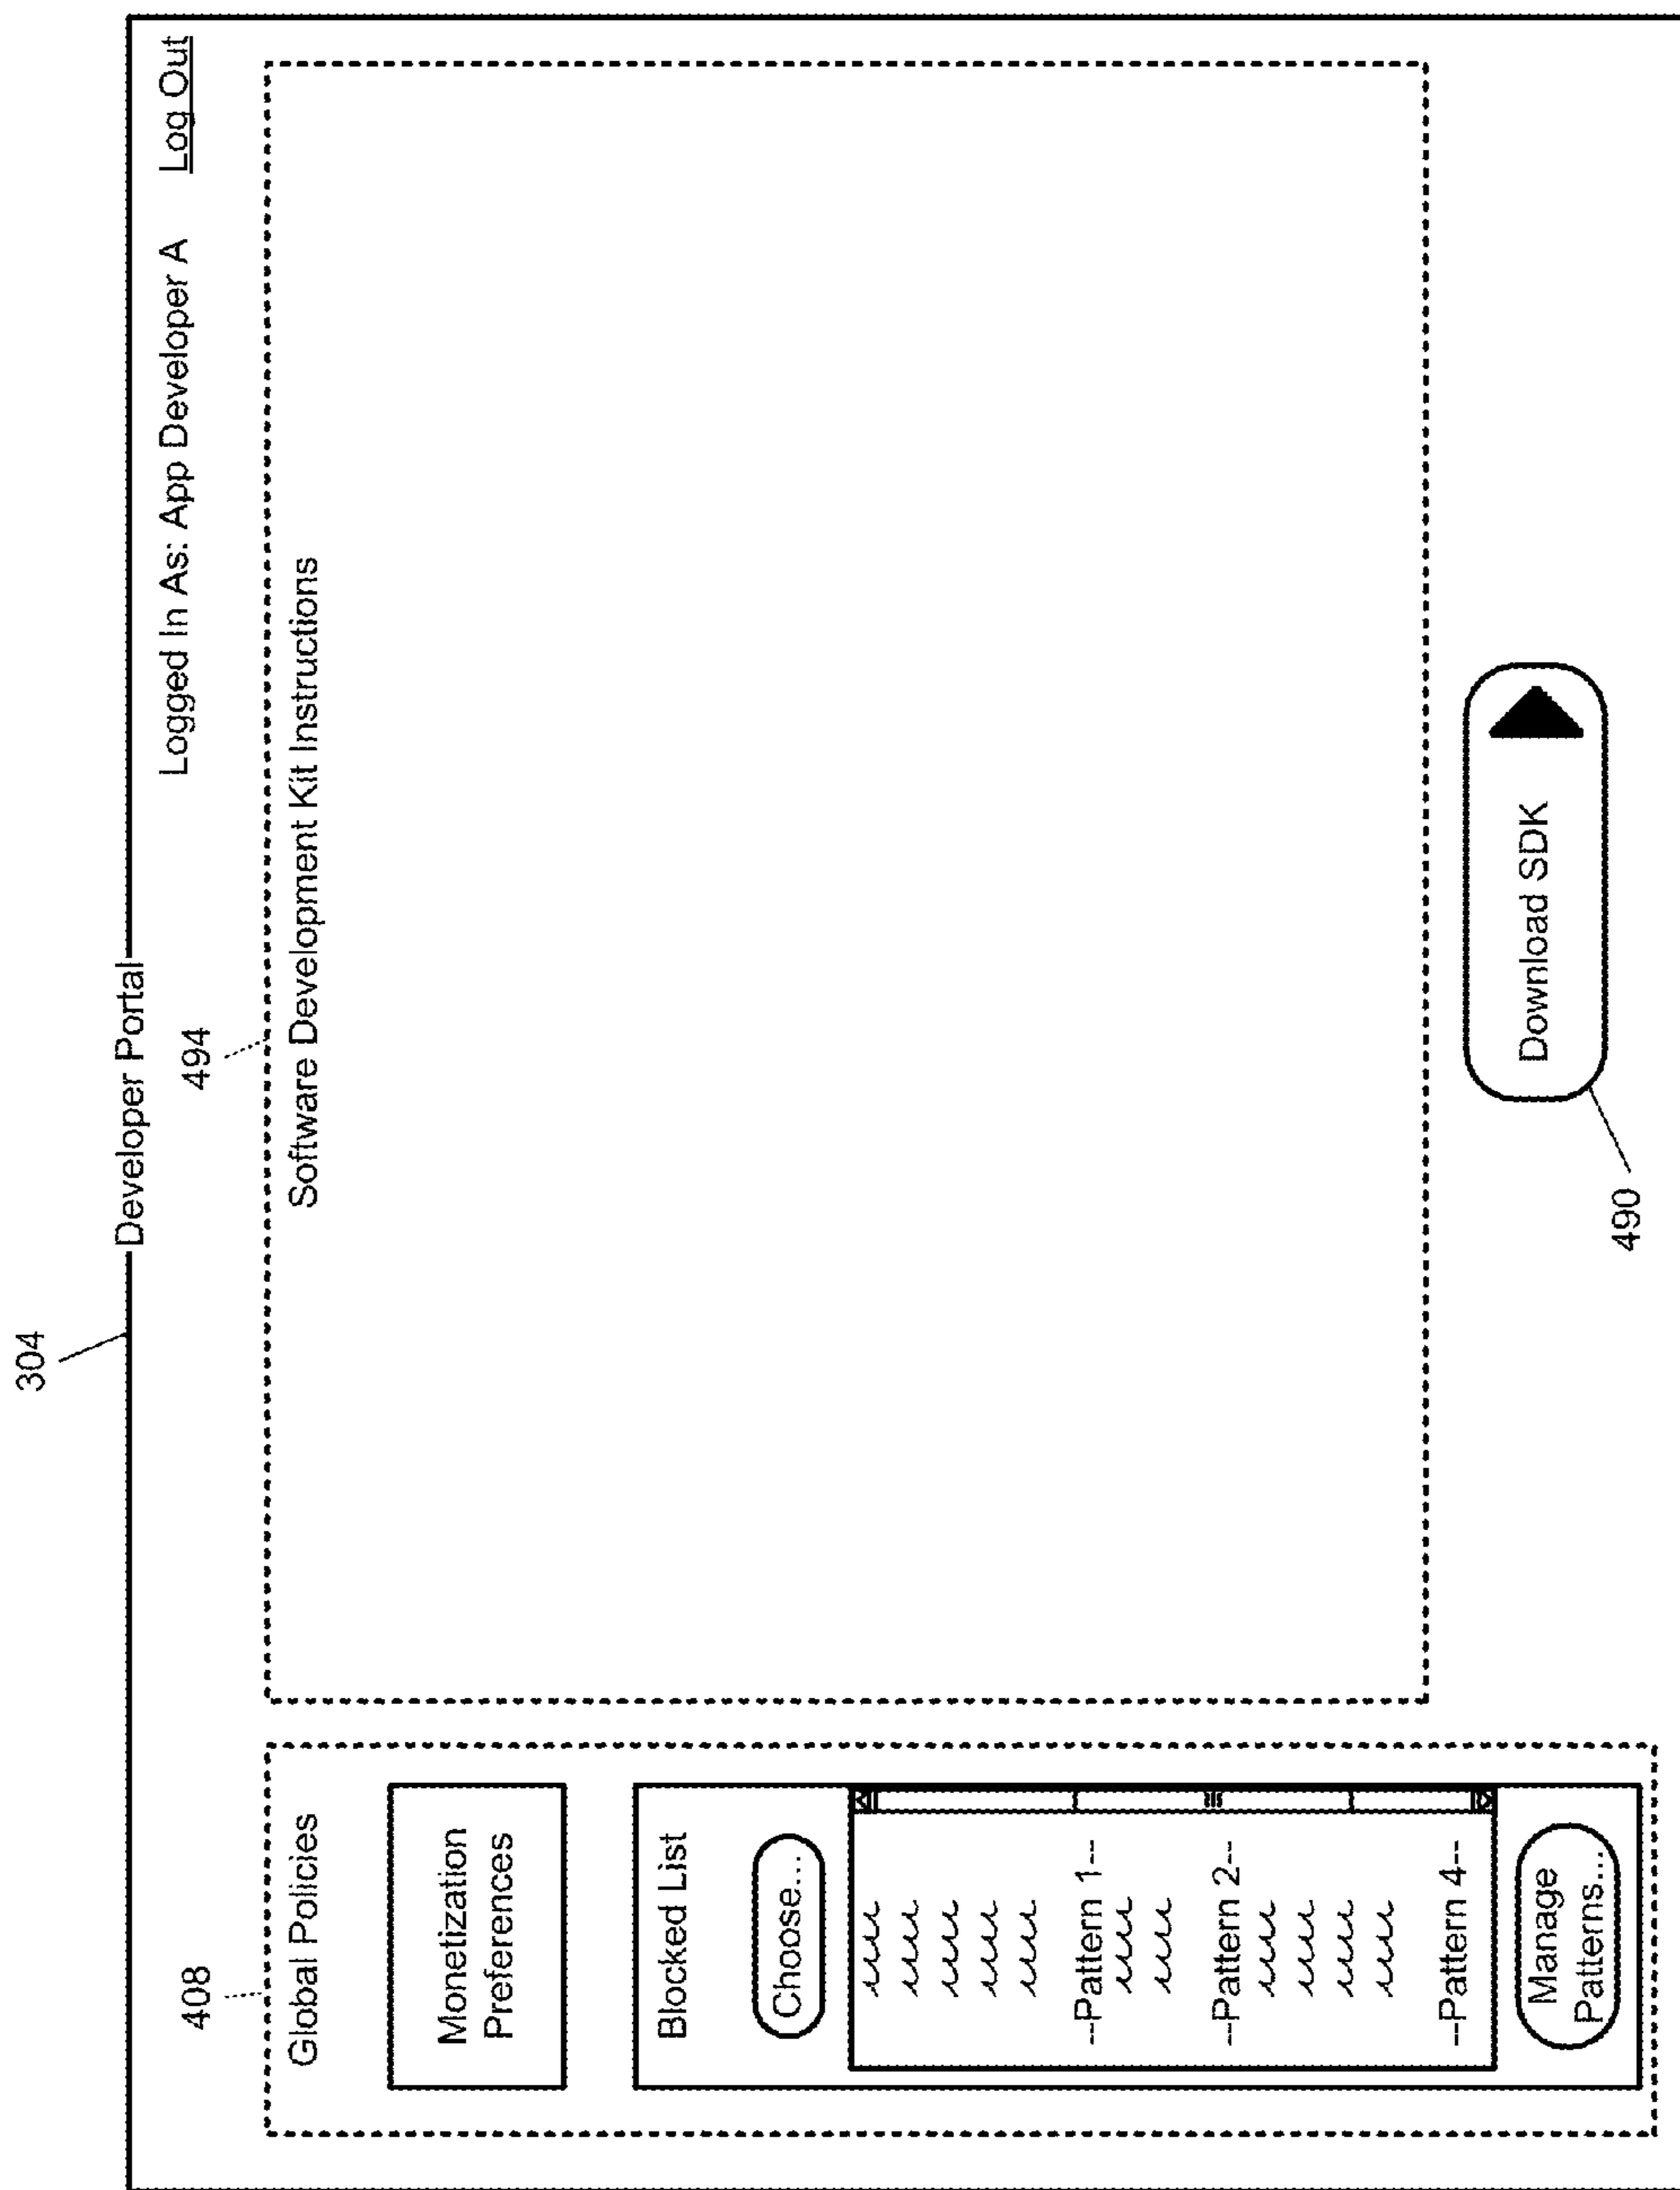 304
Developer Portal
Logged In As: App Developer A
Log Out
408
Global Policies
Monetization
Preferences
Blocked List
Choose...
--Pattern 1--
--Pattern 2--
--Pattern 4--
Manage
Patterns...
494
Software Development Kit Instructions
Download SDK
490